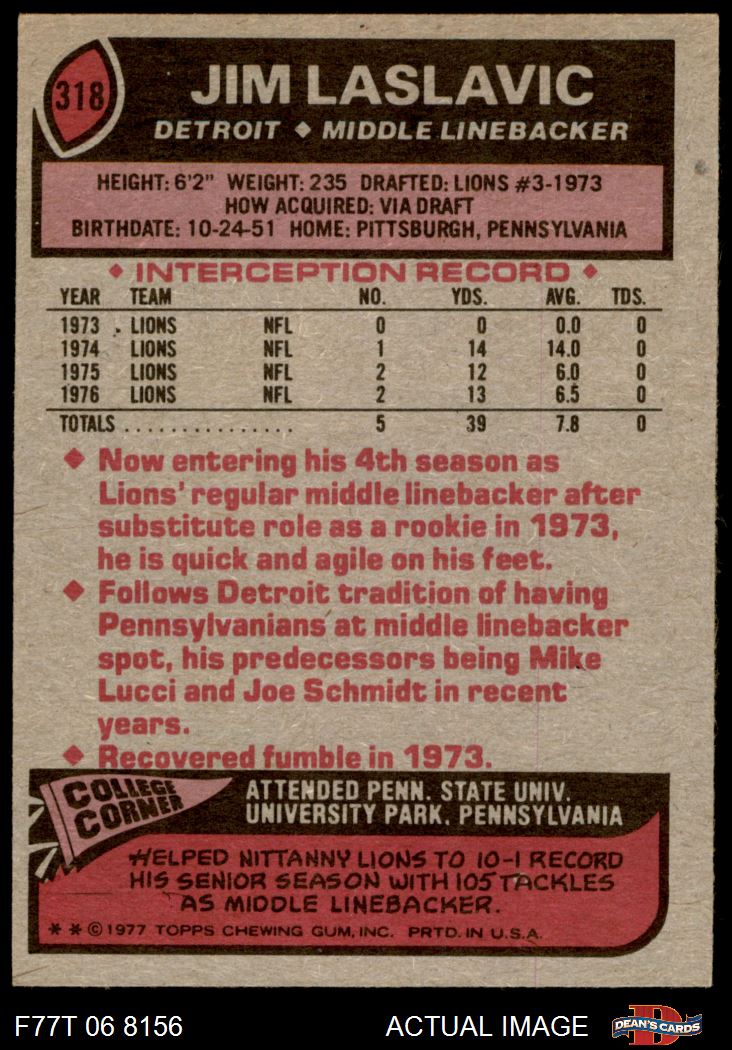 318
JIM LASLAVIC
DETROIT ◆ MIDDLE LINEBACKER
HEIGHT: 6'2" WEIGHT: 235 DRAFTED: LIONS #3-1973
HOW ACQUIRED: VIA DRAFT
BIRTHDATE: 10-24-51 HOME: PITTSBURGH, PENNSYLVANIA
◆ INTERCEPTION RECORD ◆
YEAR TEAM NO. YDS. AVG. TDS.
1973 LIONS NFL 0 0 0.0 0
1974 LIONS NFL 1 14 14.0 0
1975 LIONS NFL 2 12 6.0 0
1976 LIONS NFL 2 13 6.5 0
TOTALS . . . . . . . . . . . . . . . 5 39 7.8 0
◆ Now entering his 4th season as
Lions' regular middle linebacker after
substitute role as a rookie in 1973,
he is quick and agile on his feet.
◆ Follows Detroit tradition of having
Pennsylvanians at middle linebacker
spot, his predecessors being Mike
Lucci and Joe Schmidt in recent
years.
◆ Recovered fumble in 1973.
COLLEGE
CORNER
ATTENDED PENN. STATE UNIV.
UNIVERSITY PARK, PENNSYLVANIA
HELPED NITTANNY LIONS TO 10-1 RECORD
HIS SENIOR SEASON WITH 105 TACKLES
AS MIDDLE LINEBACKER.
* * © 1977 TOPPS CHEWING GUM, INC. PRTD. IN U.S.A.
F77T 06 8156 ACTUAL IMAGE
D
DEAN'S CARDS